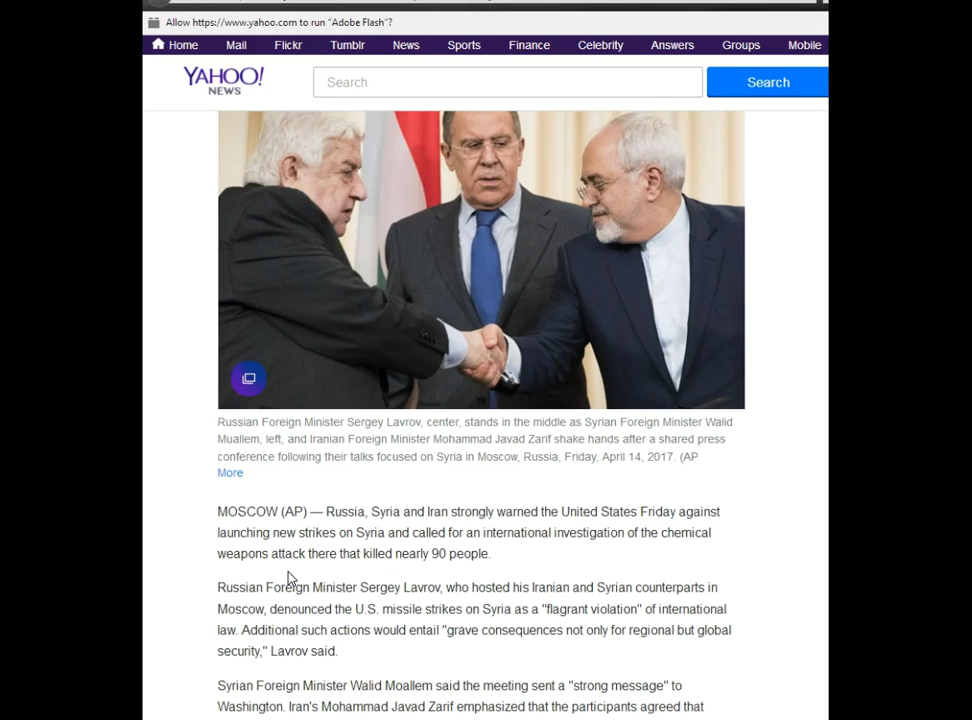 Allow https://www.yahoo.com to run "Adobe Flash"?
Home Mail Flickr Tumblr News Sports Finance Celebrity Answers Groups Mobile
YAHOO!
NEWS
Search
Search
Russian Foreign Minister Sergey Lavrov, center, stands in the middle as Syrian Foreign Minister Walid
Muallem, left, and Iranian Foreign Minister Mohammad Javad Zarif shake hands after a shared press
conference following their talks focused on Syria in Moscow, Russia, Friday, April 14, 2017. (AP
More
MOSCOW (AP) — Russia, Syria and Iran strongly warned the United States Friday against
launching new strikes on Syria and called for an international investigation of the chemical
weapons attack there that killed nearly 90 people.
Russian Foreign Minister Sergey Lavrov, who hosted his Iranian and Syrian counterparts in
Moscow, denounced the U.S. missile strikes on Syria as a "flagrant violation" of international
law. Additional such actions would entail "grave consequences not only for regional but global
security," Lavrov said.
Syrian Foreign Minister Walid Moallem said the meeting sent a "strong message" to
Washington. Iran's Mohammad Javad Zarif emphasized that the participants agreed that